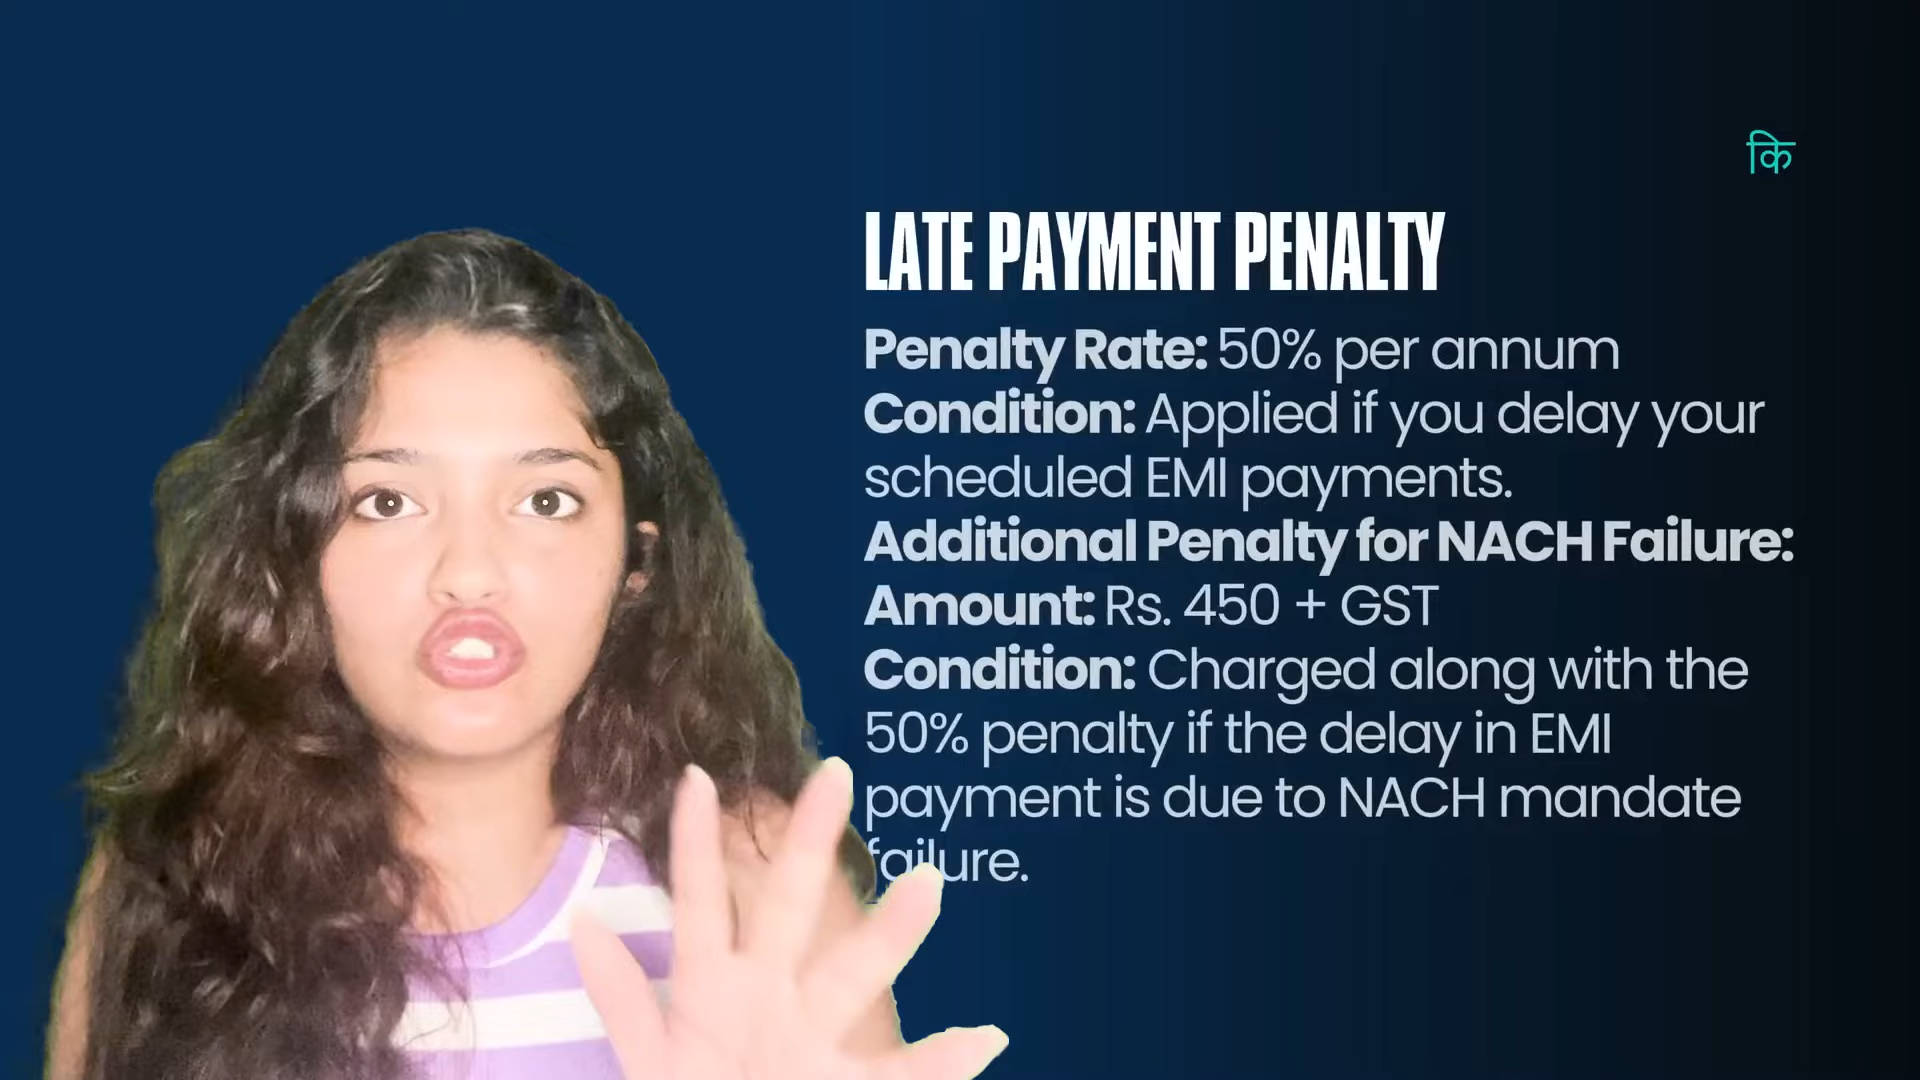 कि
LATE PAYMENT PENALTY
Penalty Rate: 50% per annum
Condition: Applied if you delay your
scheduled EMI payments.
Additional Penalty for NACH Failure:
Amount: Rs. 450 + GST
Condition: Charged along with the
50% penalty if the delay in EMI
payment is due to NACH mandate
failure.